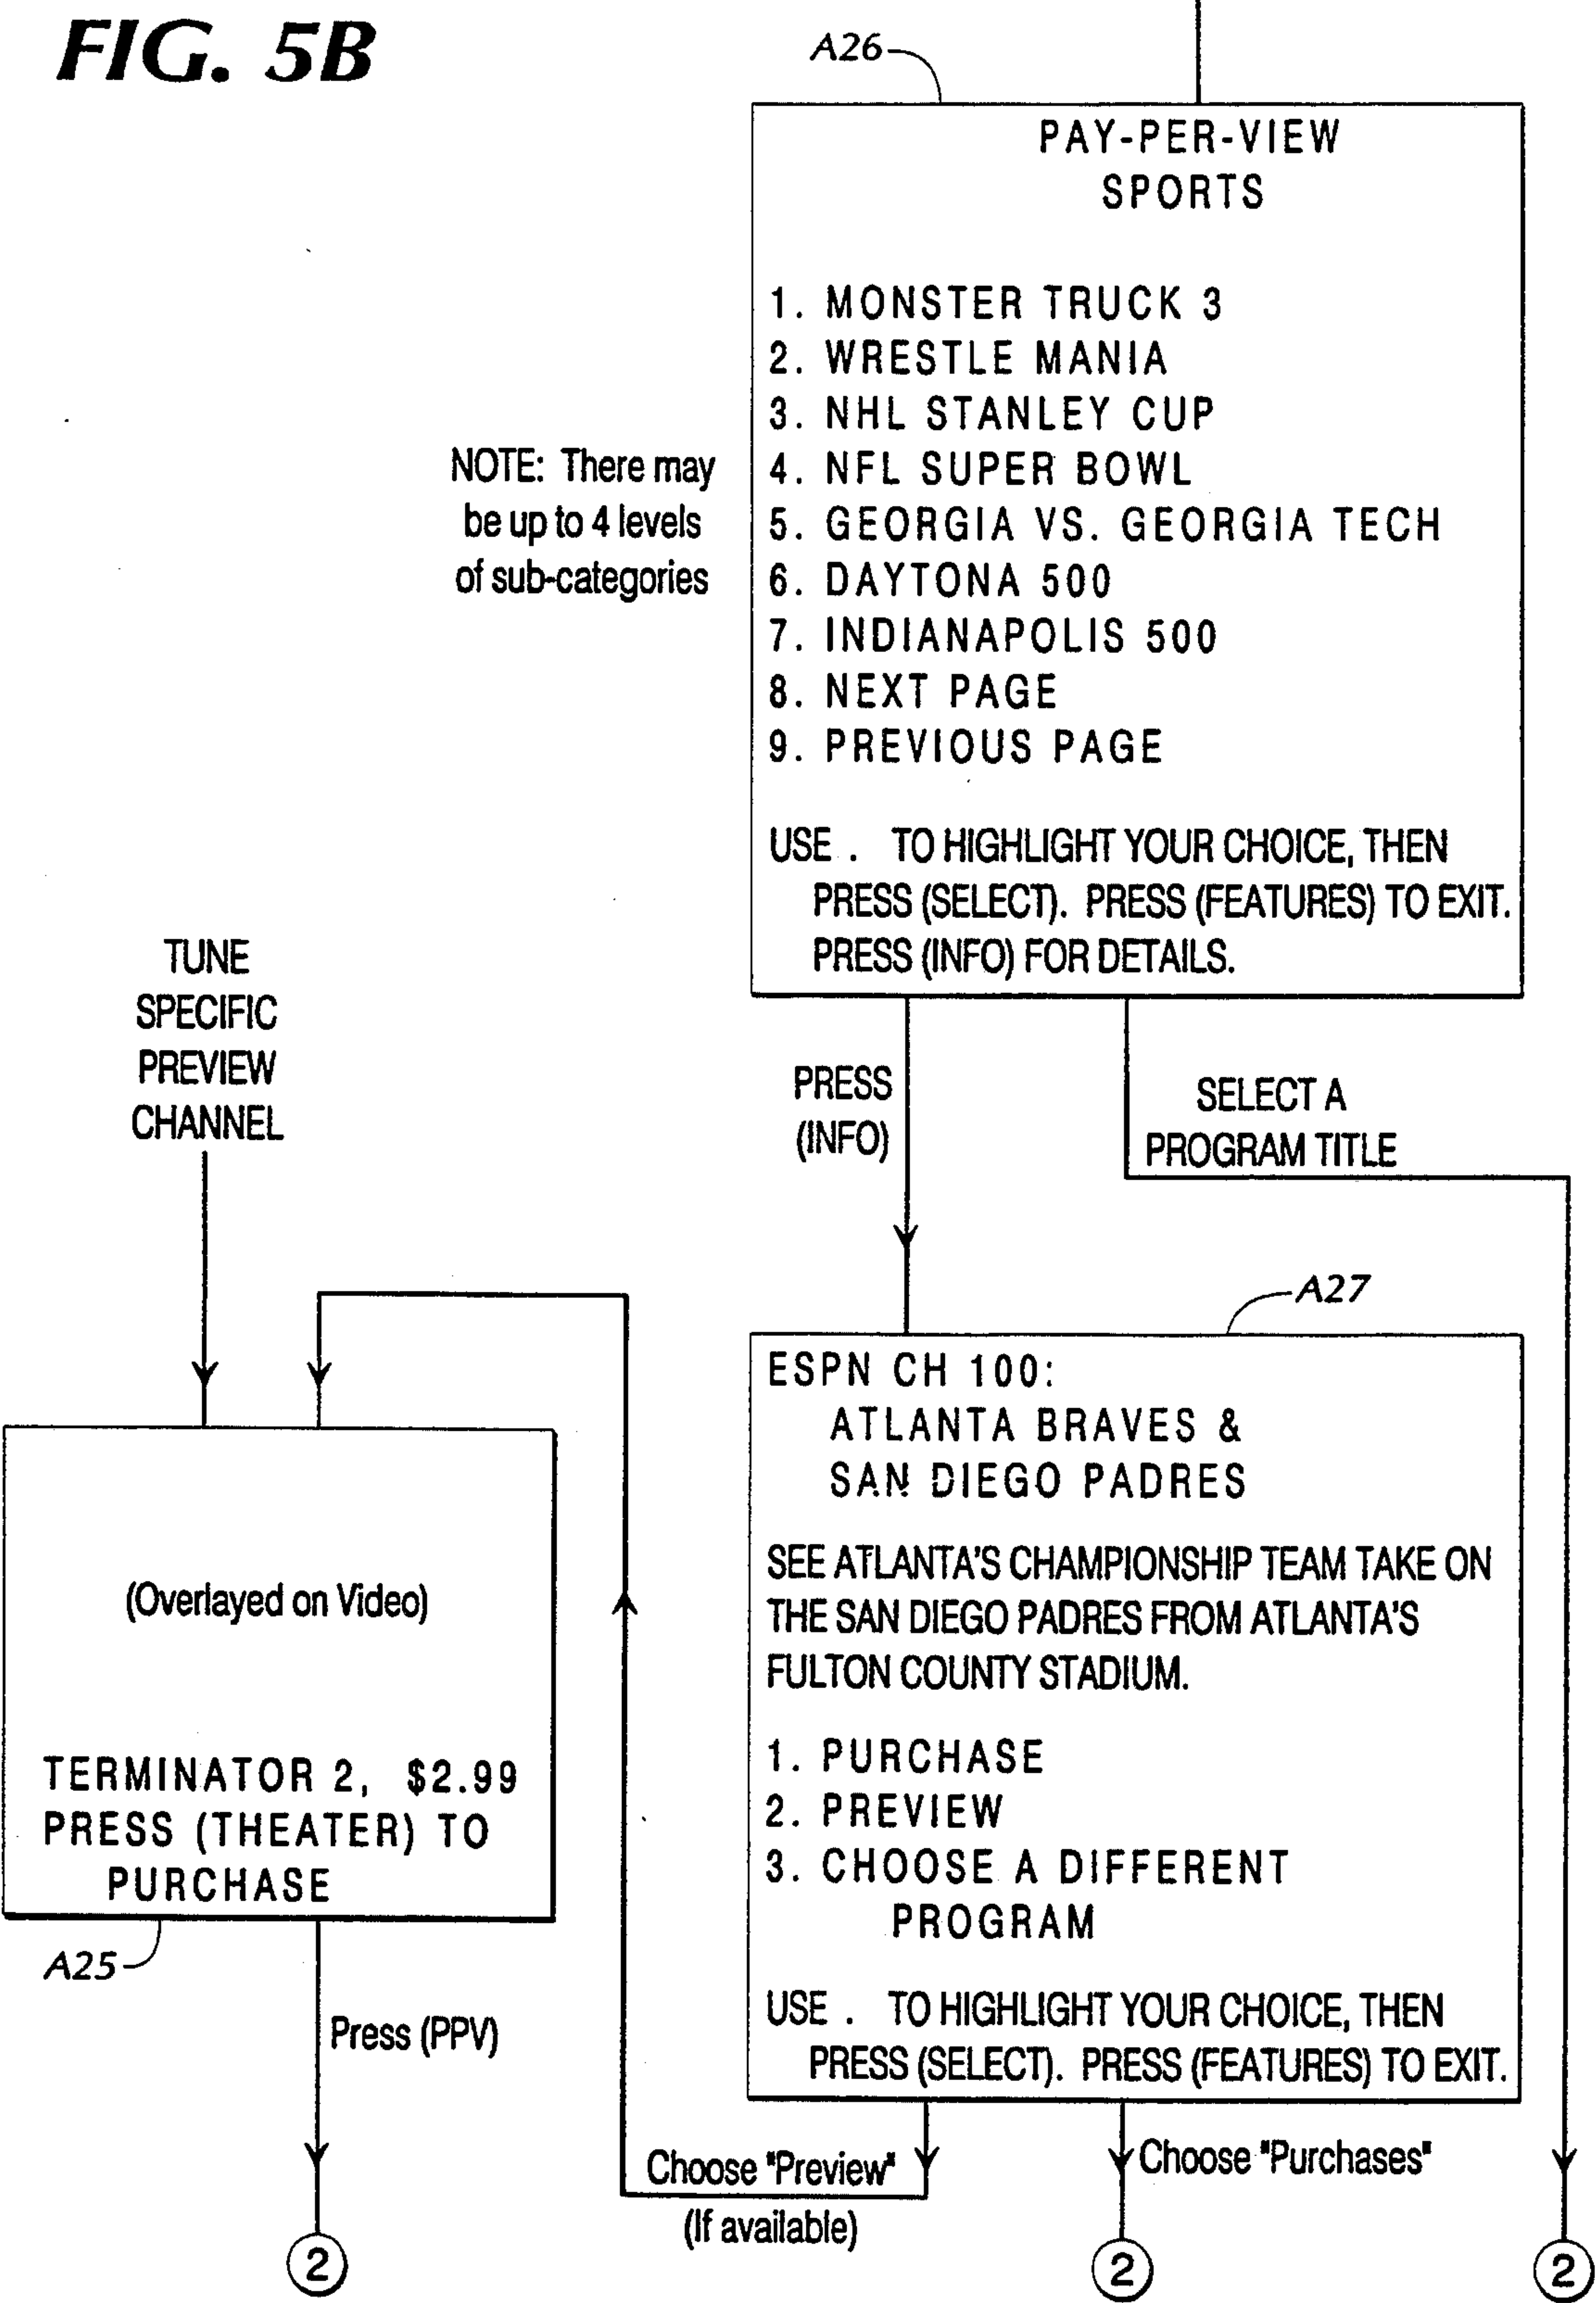 FIG. 5B
A26
PAY-PER-VIEW
SPORTS
1. MONSTER TRUCK 3
2. WRESTLE MANIA
3. NHL STANLEY CUP
4. NFL SUPER BOWL
5. GEORGIA VS. GEORGIA TECH
6. DAYTONA 500
7. INDIANAPOLIS 500
8. NEXT PAGE
9. PREVIOUS PAGE
USE . TO HIGHLIGHT YOUR CHOICE, THEN
PRESS (SELECT). PRESS (FEATURES) TO EXIT.
PRESS (INFO) FOR DETAILS.
NOTE: There may
be up to 4 levels
of sub-categories
TUNE
SPECIFIC
PREVIEW
CHANNEL
PRESS
(INFO)
SELECT A
PROGRAM TITLE
A27
ESPN CH 100:
ATLANTA BRAVES &
SAN DIEGO PADRES
SEE ATLANTA'S CHAMPIONSHIP TEAM TAKE ON
THE SAN DIEGO PADRES FROM ATLANTA'S
FULTON COUNTY STADIUM.
1. PURCHASE
2. PREVIEW
3. CHOOSE A DIFFERENT
PROGRAM
USE . TO HIGHLIGHT YOUR CHOICE, THEN
PRESS (SELECT). PRESS (FEATURES) TO EXIT.
(Overlayed on Video)
TERMINATOR 2, $2.99
PRESS (THEATER) TO
PURCHASE
A25
Press (PPV)
Choose "Preview"
(If available)
Choose "Purchases"
2
2
2